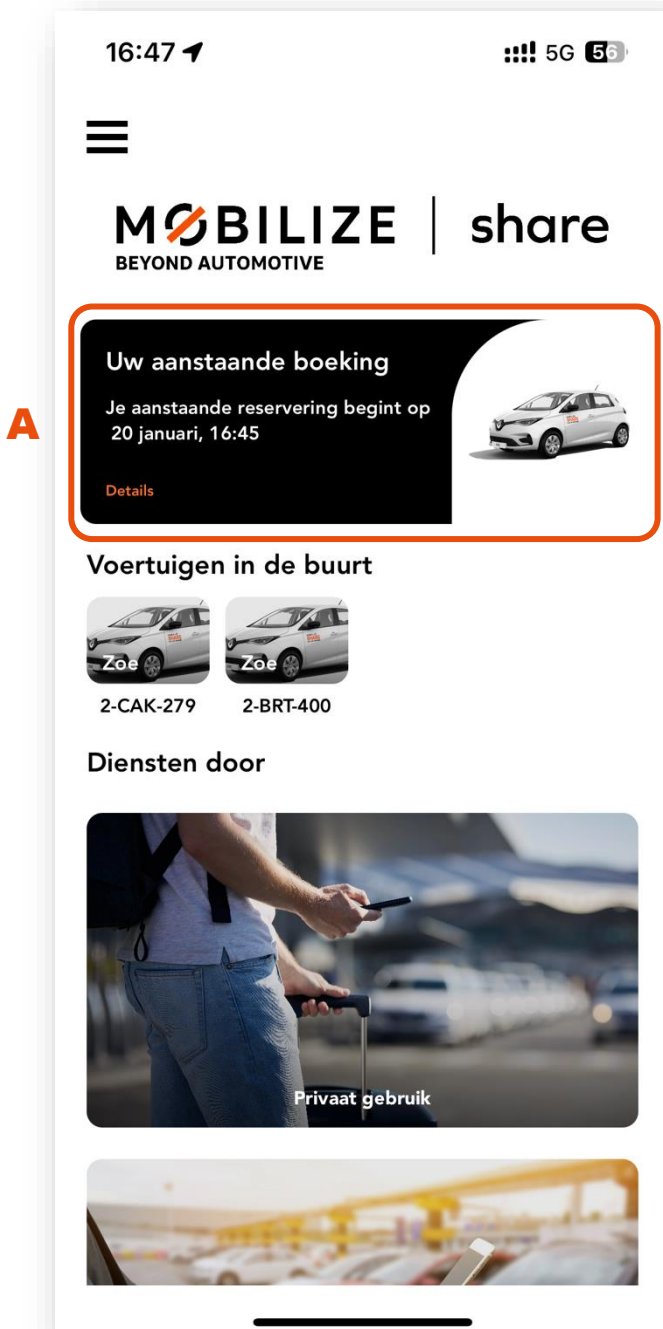 16:47 5G 56
MOBILIZE | share
BEYOND AUTOMOTIVE
A
Uw aanstaande boeking
Je aanstaande reservering begint op
20 januari, 16:45
Details
Voertuigen in de buurt
Zoe Zoe
2-CAK-279 2-BRT-400
Diensten door
Privaat gebruik